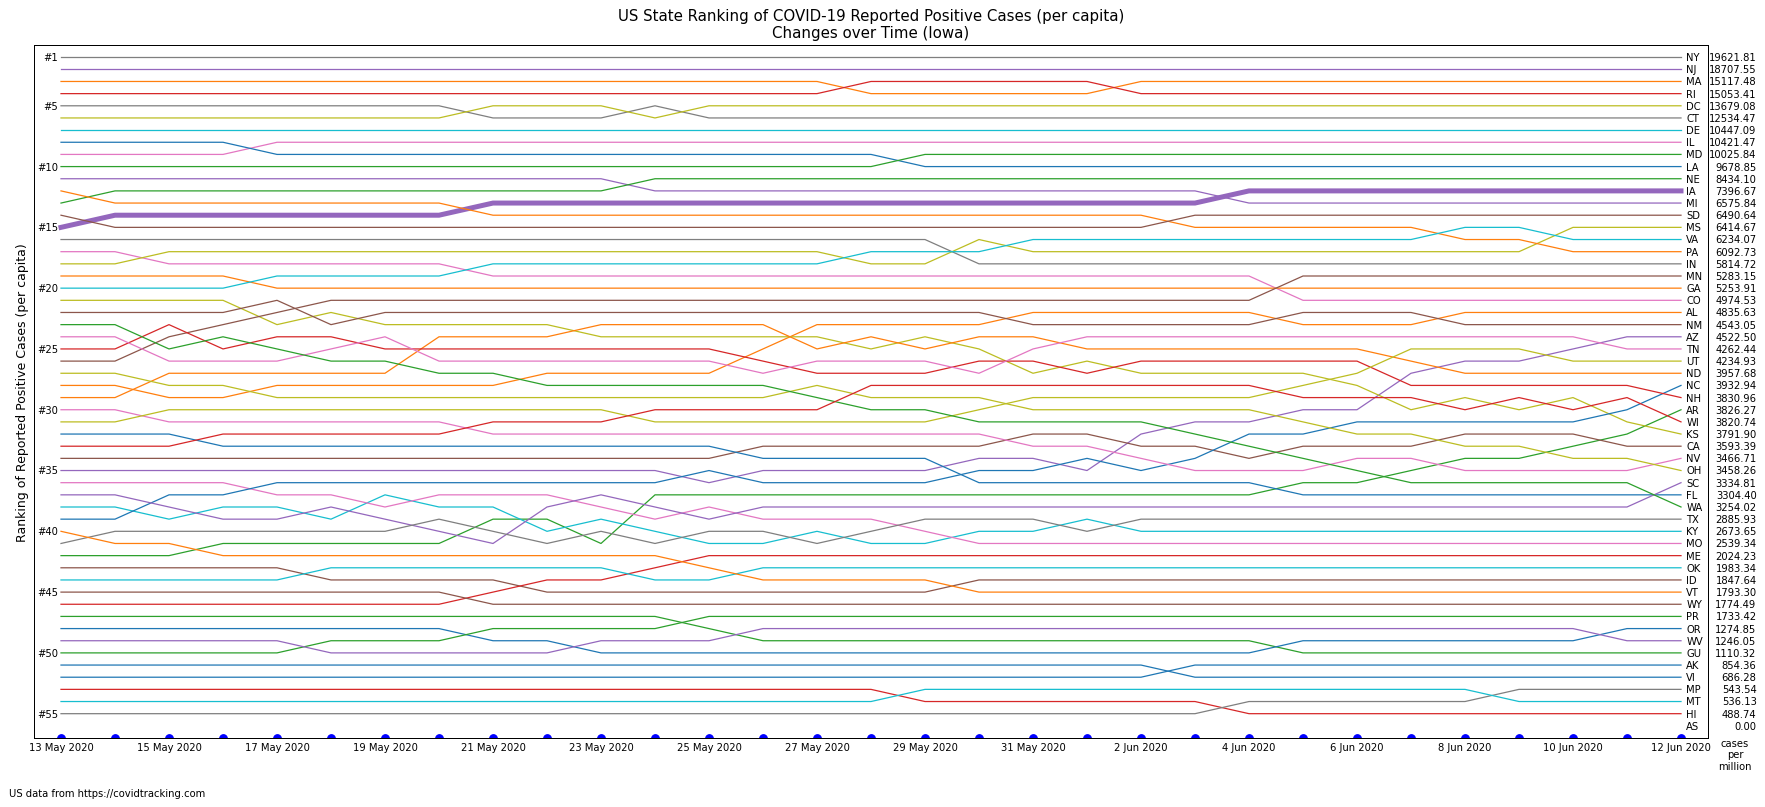 US State Ranking of COVID-19 Reported Positive Cases (per capita)
Changes over Time (Iowa)
Ranking of Reported Positive Cases (per capita)
#1
#5
#10
#15
#20
#25
#30
#35
#40
#45
#50
#55
NY 19621.81
NJ 18707.55
MA 15117.48
RI 15053.41
DC 13679.08
CT 12534.47
DE 10447.09
IL 10421.47
MD 10025.84
LA 9678.85
NE 8434.10
IA 7396.67
MI 6575.84
SD 6490.64
MS 6414.67
VA 6234.07
PA 6092.73
IN 5814.72
MN 5283.15
GA 5253.91
CO 4974.53
AL 4835.63
NM 4543.05
AZ 4522.50
TN 4262.44
UT 4234.93
ND 3957.68
NC 3932.94
NH 3830.96
AR 3826.27
WI 3820.74
KS 3791.90
CA 3593.39
NV 3466.71
OH 3458.26
SC 3334.81
FL 3304.40
WA 3254.02
TX 2885.93
KY 2673.65
MO 2539.34
ME 2024.23
OK 1983.34
ID 1847.64
VT 1793.30
WY 1774.49
PR 1733.42
OR 1274.85
WV 1246.05
GU 1110.32
AK 854.36
VI 686.28
MP 543.54
MT 536.13
HI 488.74
AS 0.00
13 May 2020 15 May 2020 17 May 2020 19 May 2020 21 May 2020 23 May 2020 25 May 2020 27 May 2020 29 May 2020 31 May 2020 2 Jun 2020 4 Jun 2020 6 Jun 2020 8 Jun 2020 10 Jun 2020 12 Jun 2020
cases
per
million
US data from https://covidtracking.com